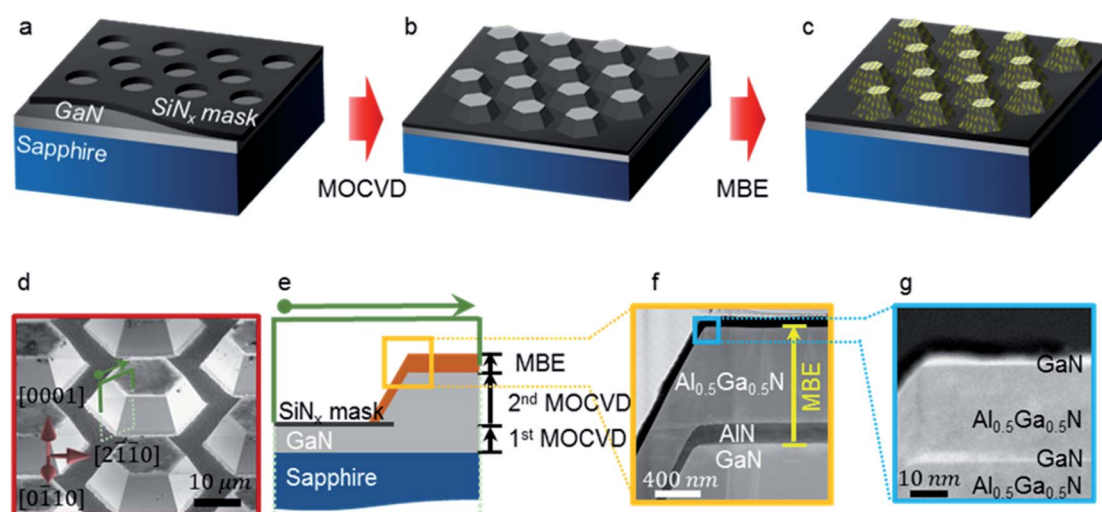 a
b
c
GaN
SiNₓ mask
Sapphire
MOCVD
MBE
d
e
f
g
[0001]
[2̄1̄1̄0]
[01̄10]
10 μm
SiNₓ mask
GaN
Sapphire
MBE
2ⁿᵈ MOCVD
1ˢᵗ MOCVD
Al₀.₅Ga₀.₅N
MBE
AlN
GaN
400 nm
GaN
Al₀.₅Ga₀.₅N
GaN
Al₀.₅Ga₀.₅N
10 nm